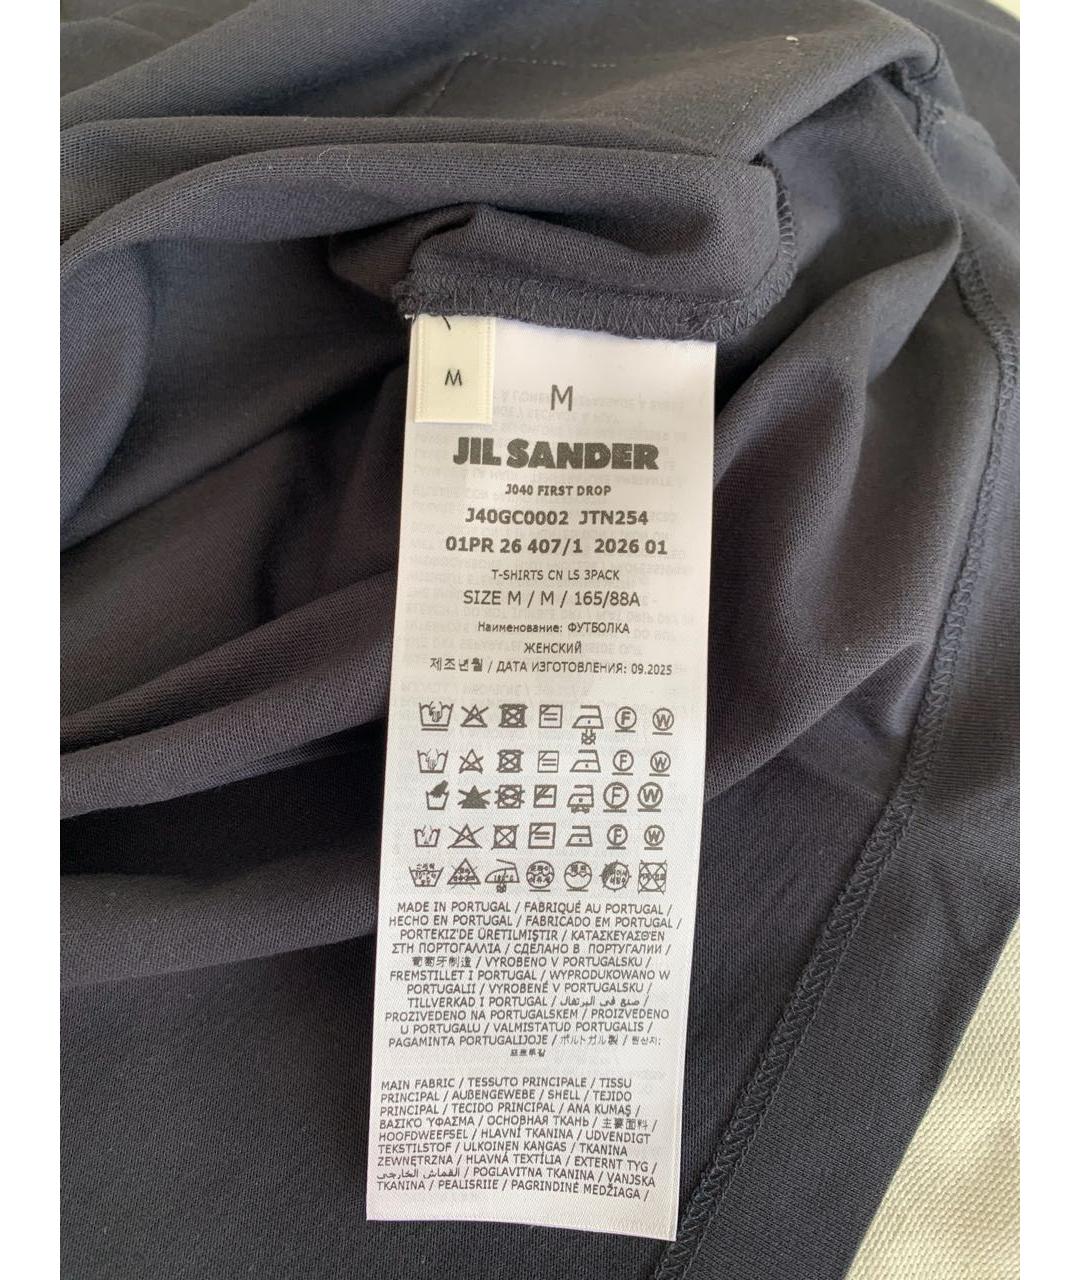 M
M
JIL SANDER
J040 FIRST DROP
J40GC0002 JTN254
01PR 26 407/1 2026 01
T-SHIRTS CN LS 3PACK
SIZE M / M / 165/88A
Наименование: ФУТБОЛКА
ЖЕНСКИЙ
제조년월 / ДАТА ИЗГОТОВЛЕНИЯ: 09.2025
F W
F W
F W
F W
MADE IN PORTUGAL / FABRIQUÉ AU PORTUGAL /
HECHO EN PORTUGAL / FABRICADO EM PORTUGAL /
PORTEKIZ'DE ÜRETILMIŞTIR / ΚΑΤΑΣΚΕΥΑΣΘΕΝ
ΣΤΗ ΠΟΡΤΟΓΑΛΛΙΑ / СДЕЛАНО В ПОРТУГАЛИИ /
葡萄牙制造 / VYROBENO V PORTUGALSKU /
FREMSTILLET I PORTUGAL / WYPRODUKOWANO W
PORTUGALII / VYROBENÉ V PORTUGALSKU /
TILLVERKAD I PORTUGAL / صنع في البرتغال /
PROZIVEDENO NA PORTUGALSKEM / PROIZVEDENO
U PORTUGALU / VALMISTATUD PORTUGALIS /
PAGAMINTA PORTUGALIJOJE / ポルトガル製 / 원산지:
포르투갈
MAIN FABRIC / TESSUTO PRINCIPALE / TISSU
PRINCIPAL / AUßENGEWEBE / SHELL / TEJIDO
PRINCIPAL / TECIDO PRINCIPAL / ANA KUMAŞ /
ΒΑΣΙΚΟ ΎΦΑΣΜΑ / ОСНОВНАЯ ТКАНЬ / 主要面料 /
HOOFDWEEFSEL / HLAVNÍ TKANINA / UDVENDIGT
TEKSTILSTOF / ULKOINEN KANGAS / TKANINA
ZEWNĘTRZNA / HLAVNÁ TEXTÍLIA / EXTERNT TYG /
القماش الخارجي / POGLAVITNA TKANINA / VANJSKA
TKANINA / PEALISRIIE / PAGRINDINĖ MEDŽIAGA /